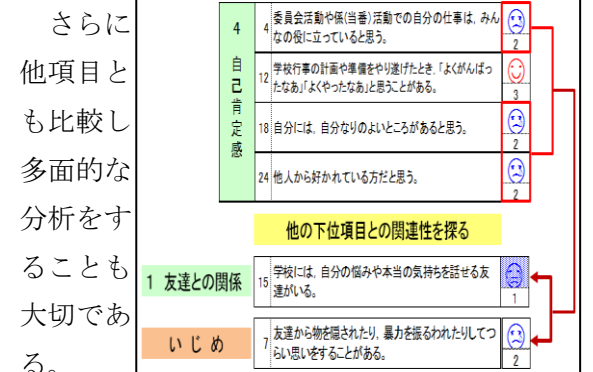 さらに
他項目と
も比較し
多面的な
分析をす
ることも
大切であ
る。
4
自己肯定感
4 委員会活動や係(当番)活動での自分の仕事は,みん
なの役に立っていると思う。
2
12 学校行事の計画や準備をやり遂げたとき,「よくがんばっ
たなあ」「よくやったなあ」と思うことがある。
3
18 自分には,自分なりのよいところがあると思う。
2
24 他人から好かれている方だと思う。
2
他の下位項目との関連性を探る
1 友達との関係
15 学校には,自分の悩みや本当の気持ちを話せる友
達がいる。
1
いじめ
7 友達から物を隠されたり,暴力を振るわれたりしてつ
らい思いをすることがある。
2